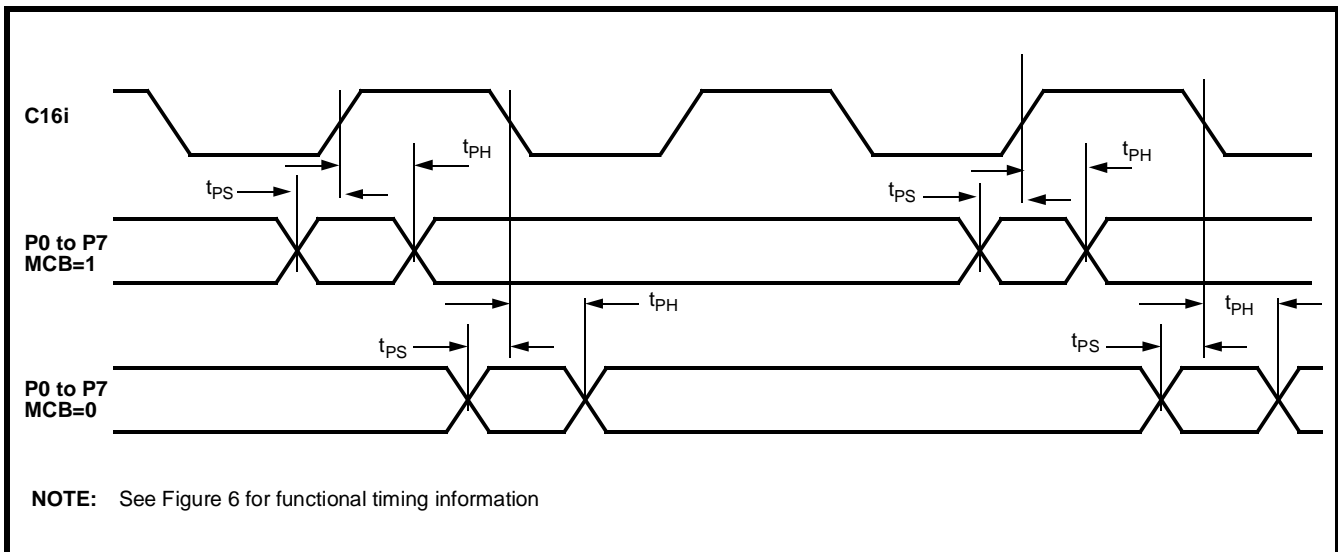 C16i
tPH
tPH
tPS
tPS
P0 to P7
MCB=1
tPH
tPH
tPS
tPS
P0 to P7
MCB=0
NOTE: See Figure 6 for functional timing information